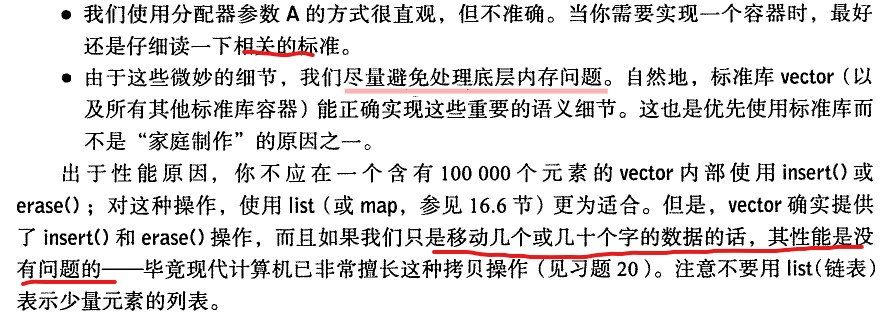 ● 我们使用分配器参数 A 的方式很直观，但不准确。当你需要实现一个容器时，最好
还是仔细读一下相关的标准。
● 由于这些微妙的细节，我们尽量避免处理底层内存问题。自然地，标准库 vector（以
及所有其他标准库容器）能正确实现这些重要的语义细节。这也是优先使用标准库而
不是“家庭制作”的原因之一。
出于性能原因，你不应在一个含有 100 000 个元素的 vector 内部使用 insert() 或
erase()；对这种操作，使用 list（或 map，参见 16.6 节）更为适合。但是，vector 确实提供
了 insert() 和 erase() 操作，而且如果我们只是移动几个或几十个字的数据的话，其性能是没
有问题的——毕竟现代计算机已非常擅长这种拷贝操作（见习题 20）。注意不要用 list（链表）
表示少量元素的列表。